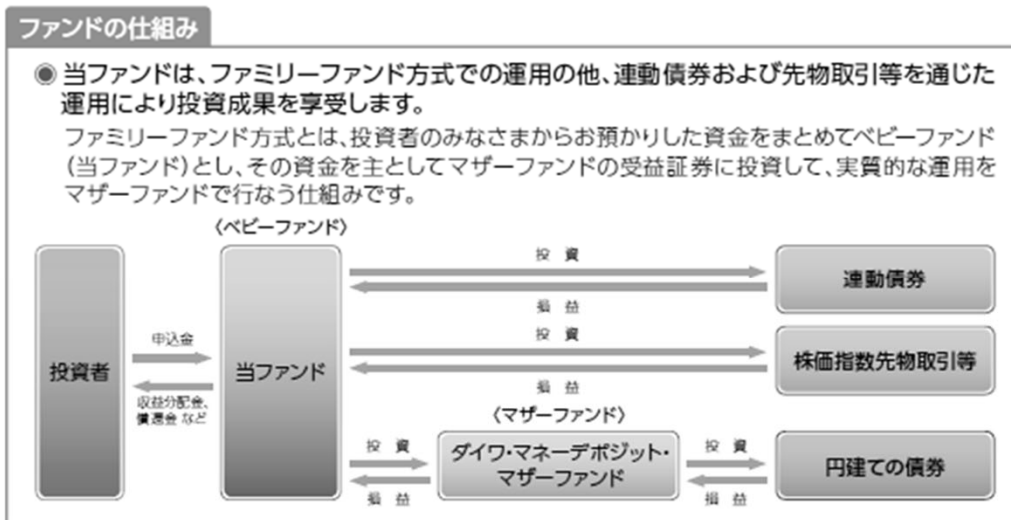 ファンドの仕組み
◉ 当ファンドは、ファミリーファンド方式での運用の他、連動債券および先物取引等を通じた
運用により投資成果を享受します。
ファミリーファンド方式とは、投資者のみなさまからお預かりした資金をまとめてベビーファンド
(当ファンド)とし、その資金を主としてマザーファンドの受益証券に投資して、実質的な運用を
マザーファンドで行なう仕組みです。
〈ベビーファンド〉
投資者
申込金
収益分配金、
償還金 など
当ファンド
投 資
損 益
連動債券
投 資
損 益
株価指数先物取引等
〈マザーファンド〉
投 資
損 益
ダイワ・マネーデポジット・
マザーファンド
投 資
損 益
円建ての債券